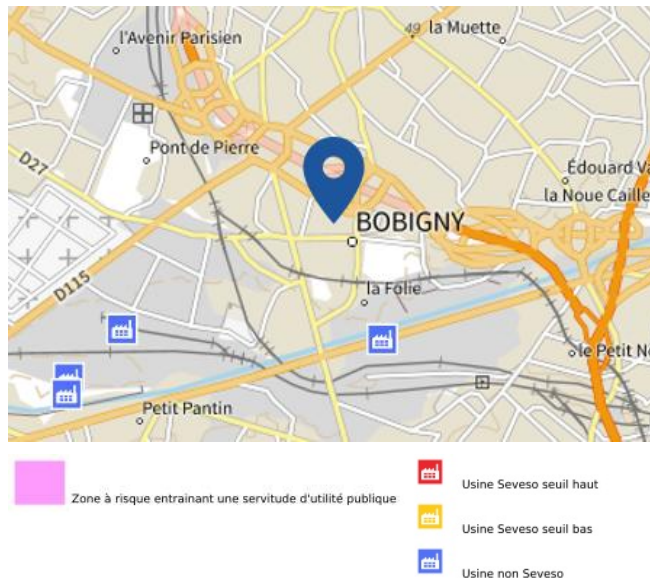 l'Avenir Parisien
49
la Muette
Pont de Pierre
D27
Édouard Va
la Noue Caille
BOBIGNY
D115
la Folie
le Petit No
Petit Pantin
Zone à risque entrainant une servitude d'utilité publique
Usine Seveso seuil haut
Usine Seveso seuil bas
Usine non Seveso